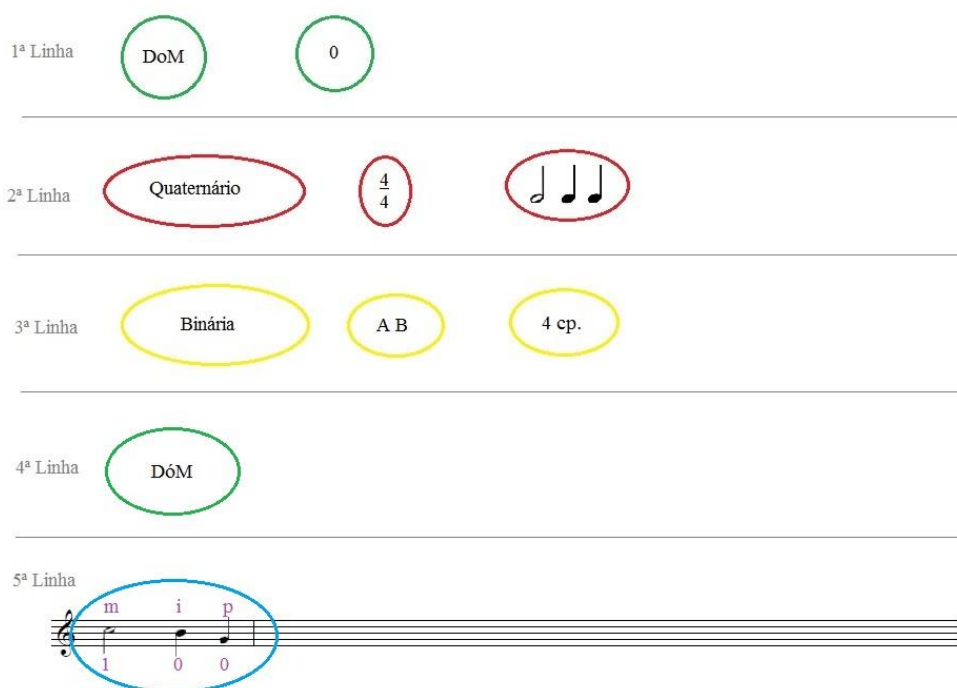 1ª Linha DoM 0
2ª Linha Quaternário 4/4
3ª Linha Binária A B 4 cp.
4ª Linha DóM
5ª Linha
m i p
1 0 0